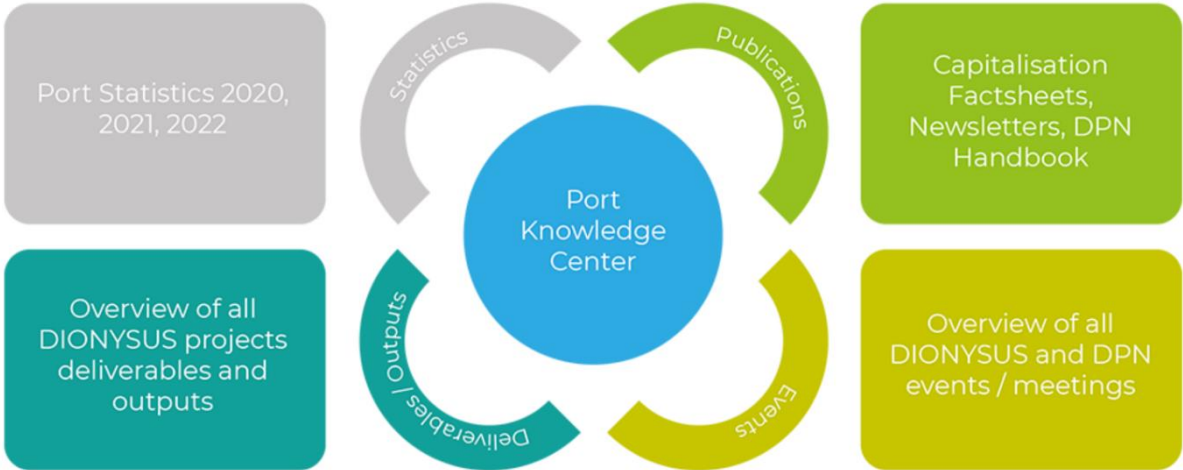 Port Statistics 2020,
2021, 2022
Statistics
Publications
Capitalisation
Factsheets,
Newsletters, DPN
Handbook
Port
Knowledge
Center
Overview of all
DIONYSUS projects
deliverables and
outputs
Deliverables / Outputs
Events
Overview of all
DIONYSUS and DPN
events / meetings